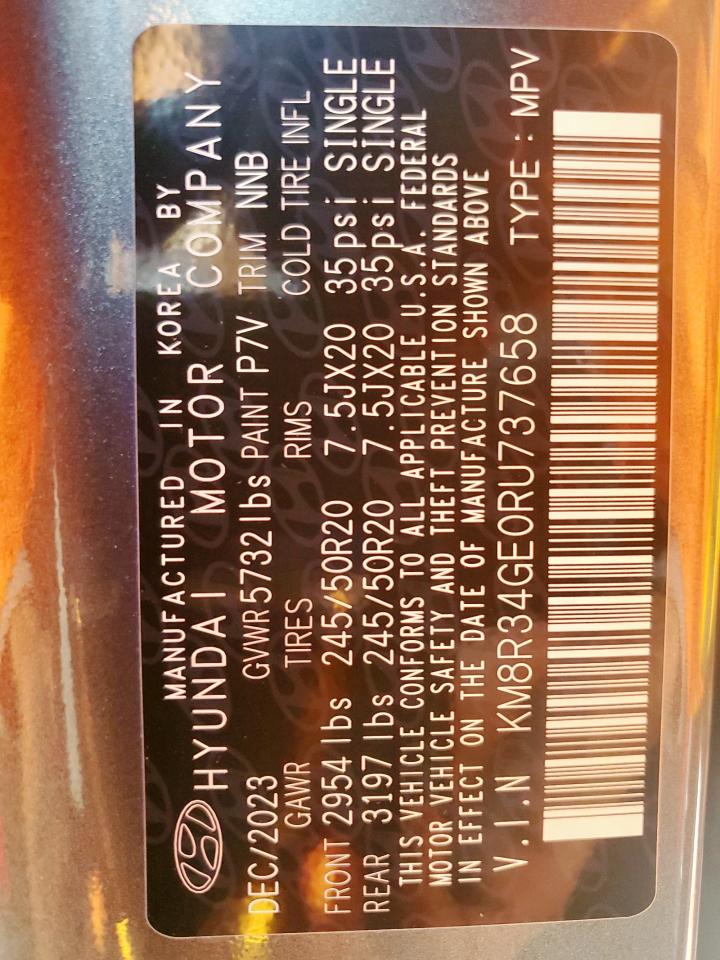 MANUFACTURED IN KOREA BY
HYUNDAI MOTOR COMPANY
DEC/2023 GVWR 5732 lbs PAINT P7V TRIM NNB
GAWR TIRES RIMS COLD TIRE INFL
FRONT 2954 lbs 245/50R20 7.5JX20 35psi SINGLE
REAR 3197 lbs 245/50R20 7.5JX20 35psi SINGLE
THIS VEHICLE CONFORMS TO ALL APPLICABLE U.S.A. FEDERAL
MOTOR VEHICLE SAFETY AND THEFT PREVENTION STANDARDS
IN EFFECT ON THE DATE OF MANUFACTURE SHOWN ABOVE
V.I.N KM8R34GE0RU737658 TYPE : MPV